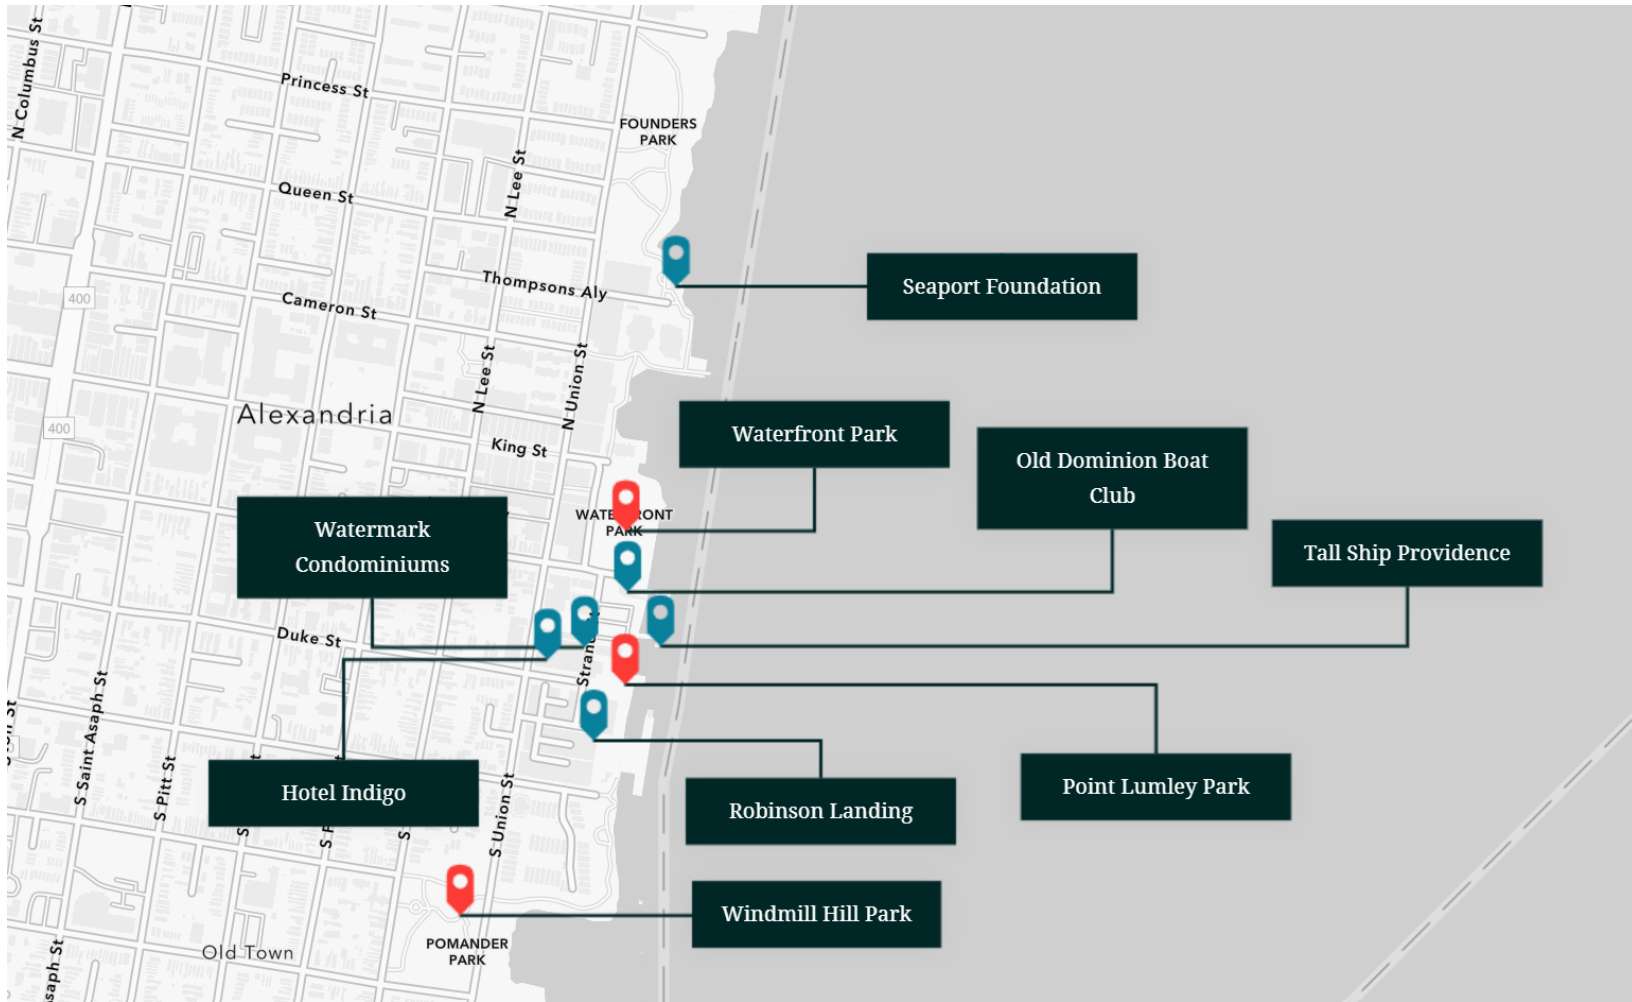 N Columbus St
Princess St
FOUNDERS
PARK
N Lee St
Queen St
Seaport Foundation
Thompsons Aly
400
Cameron St
N Lee St
N Union St
Alexandria
400
Waterfront Park
King St
Old Dominion Boat
Club
WATERFRONT
PARK
Watermark
Condominiums
Tall Ship Providence
Duke St
S Saint Asaph St
S Pitt St
Hotel Indigo
Robinson Landing
Point Lumley Park
S Union St
Windmill Hill Park
POMANDER
PARK
Old Town